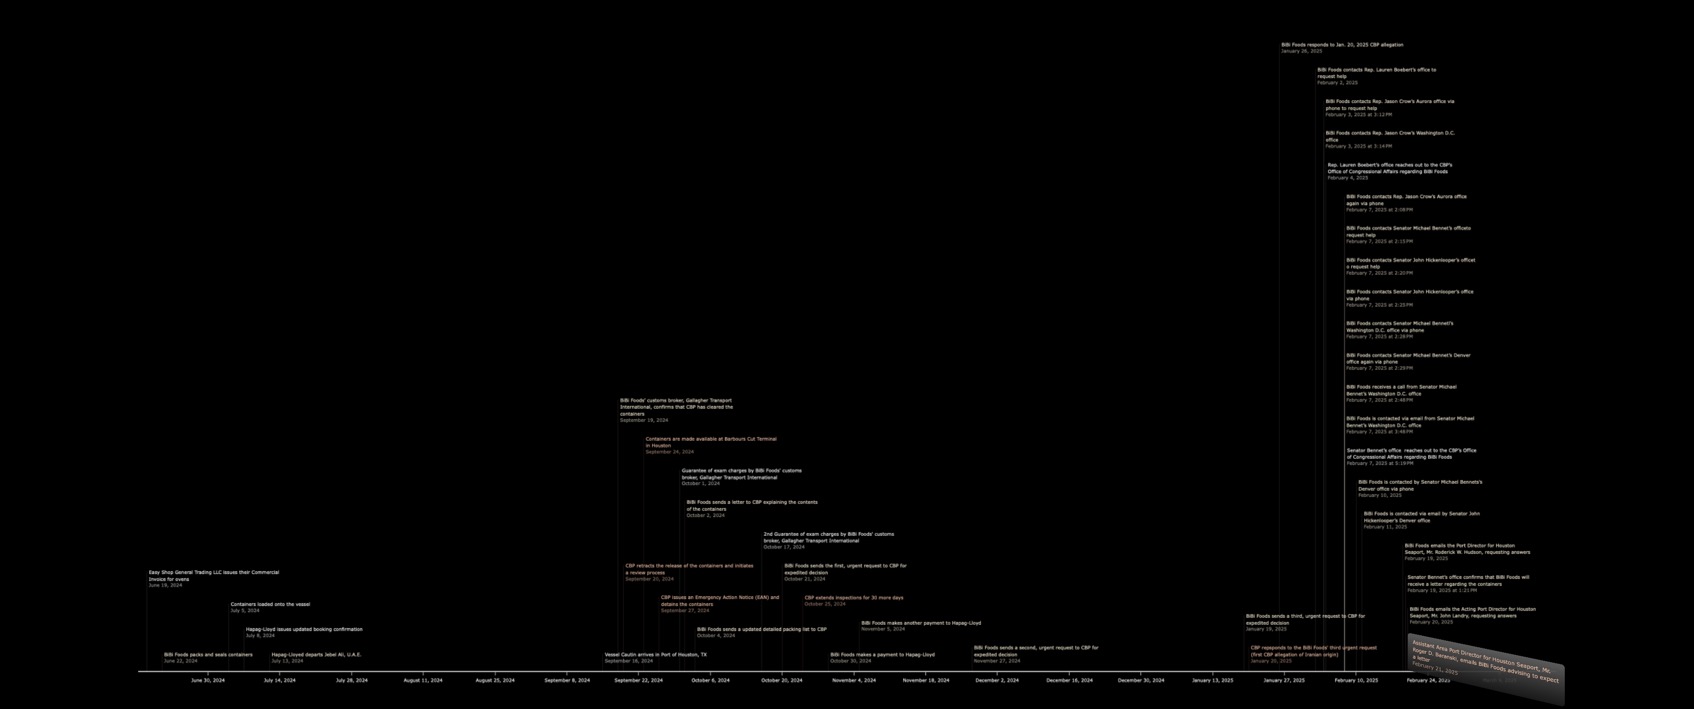 BiBi Foods responds to Jan. 20, 2025 CBP allegation
January 26, 2025
BiBi Foods contacts Rep. Lauren Boebert's office to
request help
February 2, 2025
BiBi Foods contacts Rep. Jason Crow's Aurora office via
phone to request help
February 3, 2025 at 3:12PM
BiBi Foods contacts Rep. Jason Crow's Washington D.C.
office
February 3, 2025 at 3:14PM
Rep. Lauren Boebert's office reaches out to the CBP's
Office of Congressional Affairs regarding BiBi Foods
February 4, 2025
BiBi Foods contacts Rep. Jason Crow's Aurora office
again via phone
February 7, 2025 at 2:08PM
BiBi Foods contacts Senator Michael Bennet's officeto
request help
February 7, 2025 at 2:15PM
BiBi Foods contacts Senator John Hickenlooper's officet
o request help
February 7, 2025 at 2:20PM
BiBi Foods contacts Senator John Hickenlooper's office
via phone
February 7, 2025 at 2:25PM
BiBi Foods contacts Senator Michael Bennet's
Washington D.C. office via phone
February 7, 2025 at 2:28PM
BiBi Foods contacts Senator Michael Bennet's Denver
office again via phone
February 7, 2025 at 2:29PM
BiBi Foods receives a call from Senator Michael
Bennet's Washington D.C. office
February 7, 2025 at 2:48PM
BiBi Foods is contacted via email from Senator Michael
Bennet's Washington D.C. office
February 7, 2025 at 3:48PM
Senator Bennet's office reaches out to the CBP's Office
of Congressional Affairs regarding BiBi Foods
February 7, 2025 at 5:19PM
BiBi Foods is contacted by Senator Michael Bennets's
Denver office via phone
February 10, 2025
BiBi Foods is contacted via email by Senator John
Hickenlooper's Denver office
February 11, 2025
BiBi Foods emails the Port Director for Houston
Seaport, Mr. Roderick W. Hudson, requesting answers
February 19, 2025
Senator Bennet's office confirms that BiBi Foods will
receive a letter regarding the containers
February 19, 2025 at 1:21PM
BiBi Foods emails the Acting Port Director for Houston
Seaport, Mr. John Landry, requesting answers
February 20, 2025
Assistant Area Port Director for Houston Seaport, Mr.
Roger D. Baranski, emails BiBi Foods advising to expect
a letter
February 21, 2025
BiBi Foods' customs broker, Gallagher Transport
International, confirms that CBP has cleared the
containers
September 18, 2024
Containers are made available at Barbours Cut Terminal
in Houston
September 24, 2024
Guarantee of exam charges by BiBi Foods' customs
broker, Gallagher Transport International
October 1, 2024
BiBi Foods sends a letter to CBP explaining the contents
of the containers
October 2, 2024
2nd Guarantee of exam charges by BiBi Foods' customs
broker, Gallagher Transport International
October 17, 2024
CBP retracts the release of the containers and initiates
a review process
September 20, 2024
BiBi Foods sends the first, urgent request to CBP for
expedited decision
October 21, 2024
CBP issues an Emergency Action Notice (EAN) and
detains the containers
September 27, 2024
CBP extends inspections for 30 more days
October 25, 2024
BiBi Foods sends a updated detailed packing list to CBP
October 4, 2024
BiBi Foods makes another payment to Hapag-Lloyd
November 5, 2024
Vessel Cautin arrives in Port of Houston, TX
September 16, 2024
BiBi Foods makes a payment to Hapag-Lloyd
October 30, 2024
BiBi Foods sends a second, urgent request to CBP for
expedited decision
November 27, 2024
BiBi Foods sends a third, urgent request to CBP for
expedited decision
January 19, 2025
CBP repsponds to the BiBi Foods' third urgent request
(first CBP allegation of Iranian origin)
January 20, 2025
Easy Shop General Trading LLC issues their Commercial
Invoice for ovens
June 19, 2024
Containers loaded onto the vessel
July 5, 2024
Hapag-Lloyd issues updated booking confirmation
July 8, 2024
BiBi Foods packs and seals containers
June 22, 2024
Hapag-Lloyed departs Jebel Ali, U.A.E.
July 13, 2024
June 30, 2024
July 14, 2024
July 28, 2024
August 11, 2024
August 25, 2024
September 8, 2024
September 22, 2024
October 6, 2024
October 20, 2024
November 4, 2024
November 18, 2024
December 2, 2024
December 16, 2024
December 30, 2024
January 13, 2025
January 27, 2025
February 10, 2025
February 24, 2025